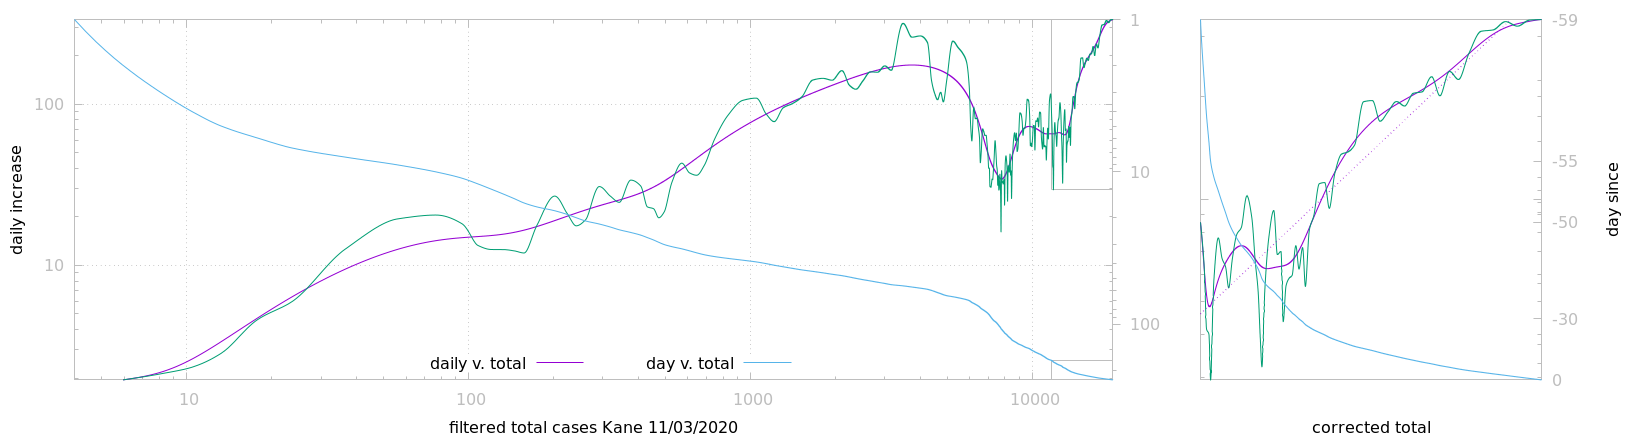 daily increase
100
10
10
100
1000
10000
1
10
100
daily v. total
day v. total
filtered total cases Kane 11/03/2020
-59
-55
-50
-30
0
day since
corrected total